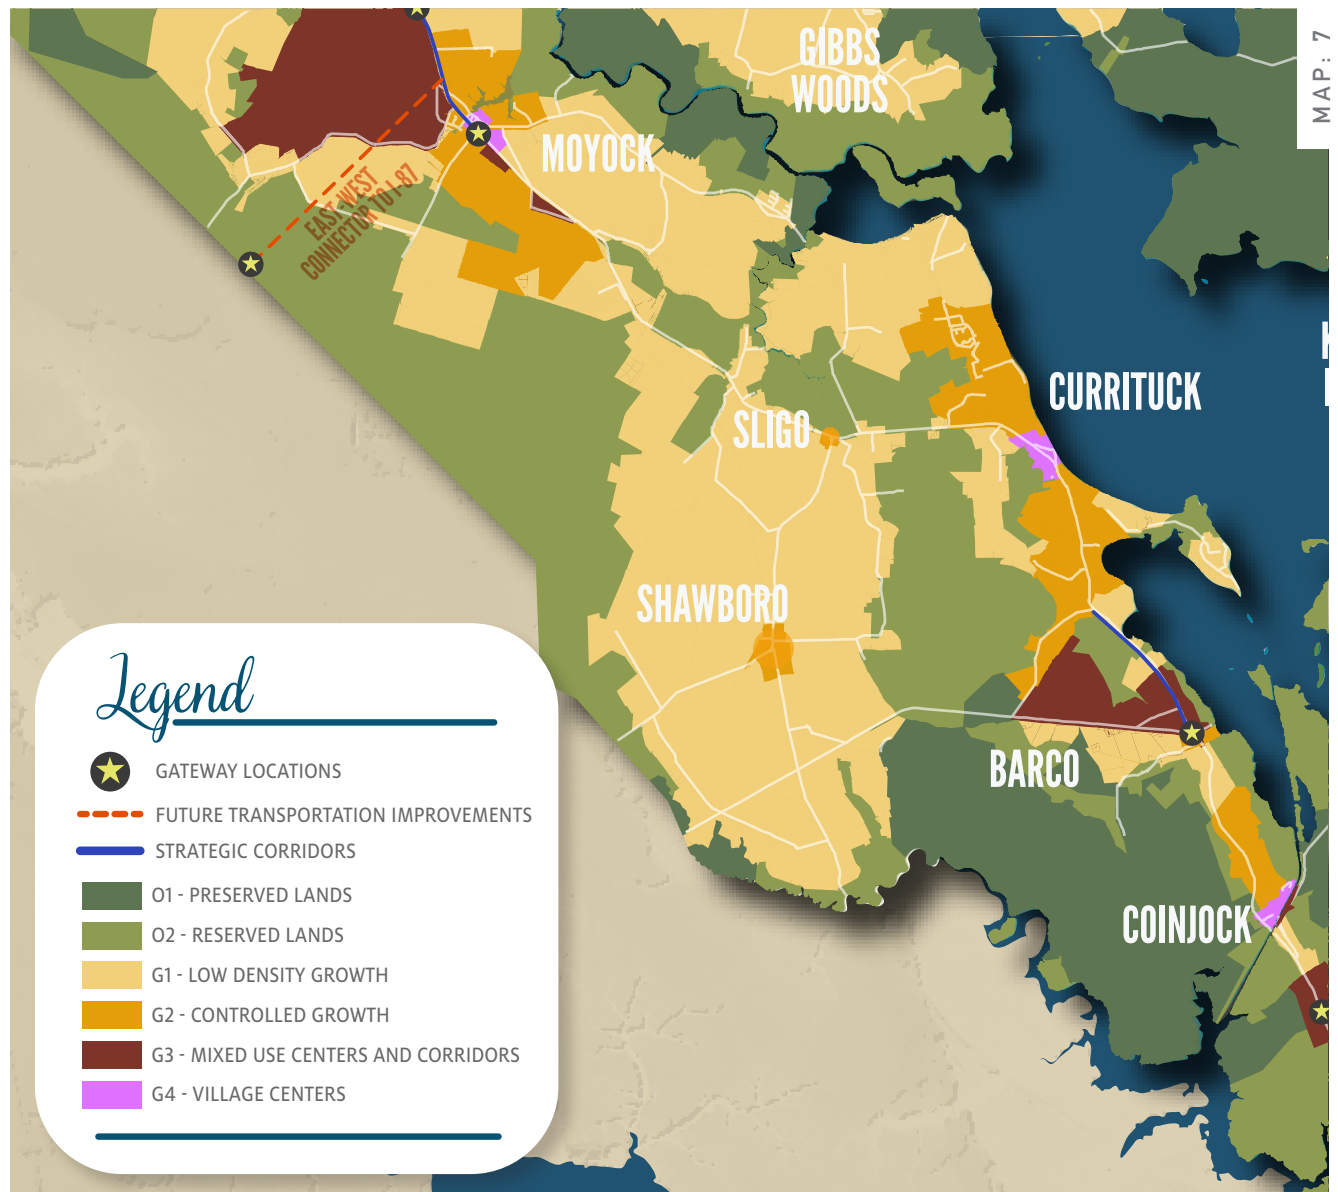 MAP: 7
GIBBS
WOODS
MOYOCK
EAST-WEST
CONNECTOR TO I-87
CURRITUCK
SLIGO
SHAWBORO
BARCO
COINJOCK
Legend
GATEWAY LOCATIONS
FUTURE TRANSPORTATION IMPROVEMENTS
STRATEGIC CORRIDORS
O1 - PRESERVED LANDS
O2 - RESERVED LANDS
G1 - LOW DENSITY GROWTH
G2 - CONTROLLED GROWTH
G3 - MIXED USE CENTERS AND CORRIDORS
G4 - VILLAGE CENTERS